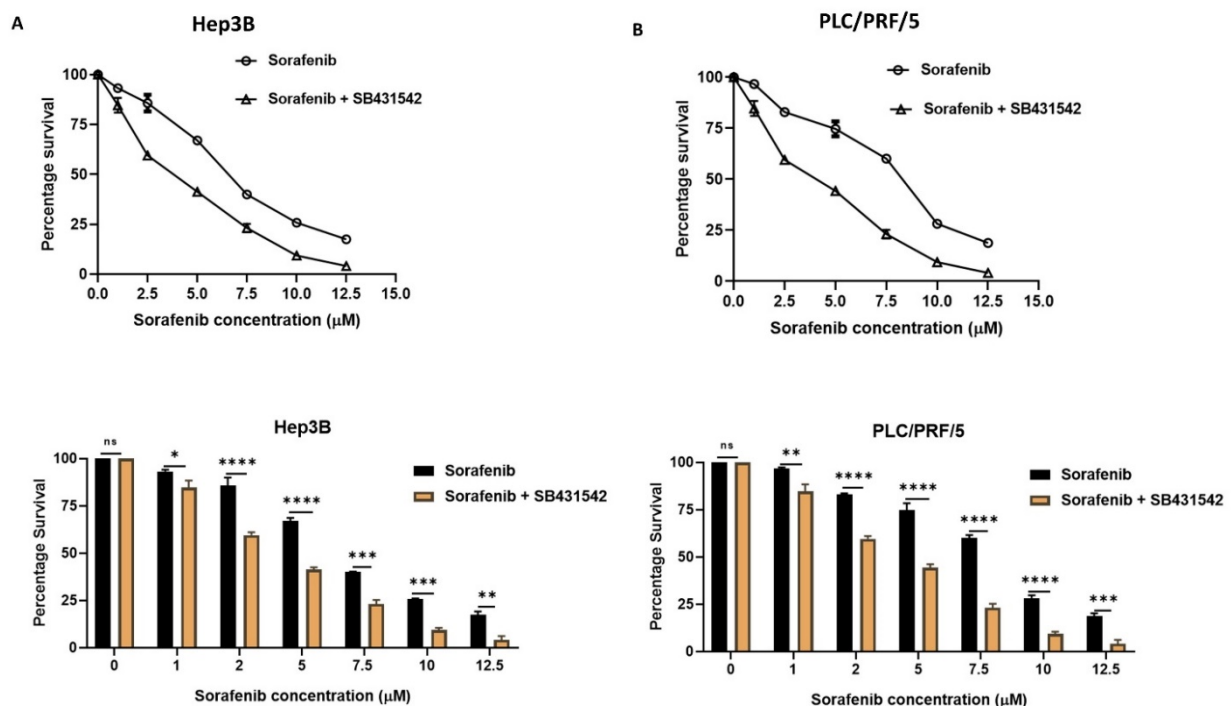 A
Hep3B
Sorafenib
Sorafenib + SB431542
Percentage survival
100
75
50
25
0
0.0 2.5 5.0 7.5 10.0 12.5 15.0
Sorafenib concentration (μM)
B
PLC/PRF/5
Sorafenib
Sorafenib + SB431542
Percentage survival
100
75
50
25
0
0.0 2.5 5.0 7.5 10.0 12.5 15.0
Sorafenib concentration (μM)
Hep3B
Sorafenib
Sorafenib + SB431542
Percentage Survival
100
75
50
25
0
ns * **** **** *** *** **
0 1 2 5 7.5 10 12.5
Sorafenib concentration (μM)
PLC/PRF/5
Sorafenib
Sorafenib + SB431542
Percentage Survival
100
75
50
25
0
ns ** **** **** **** **** ***
0 1 2 5 7.5 10 12.5
Sorafenib concentration (μM)